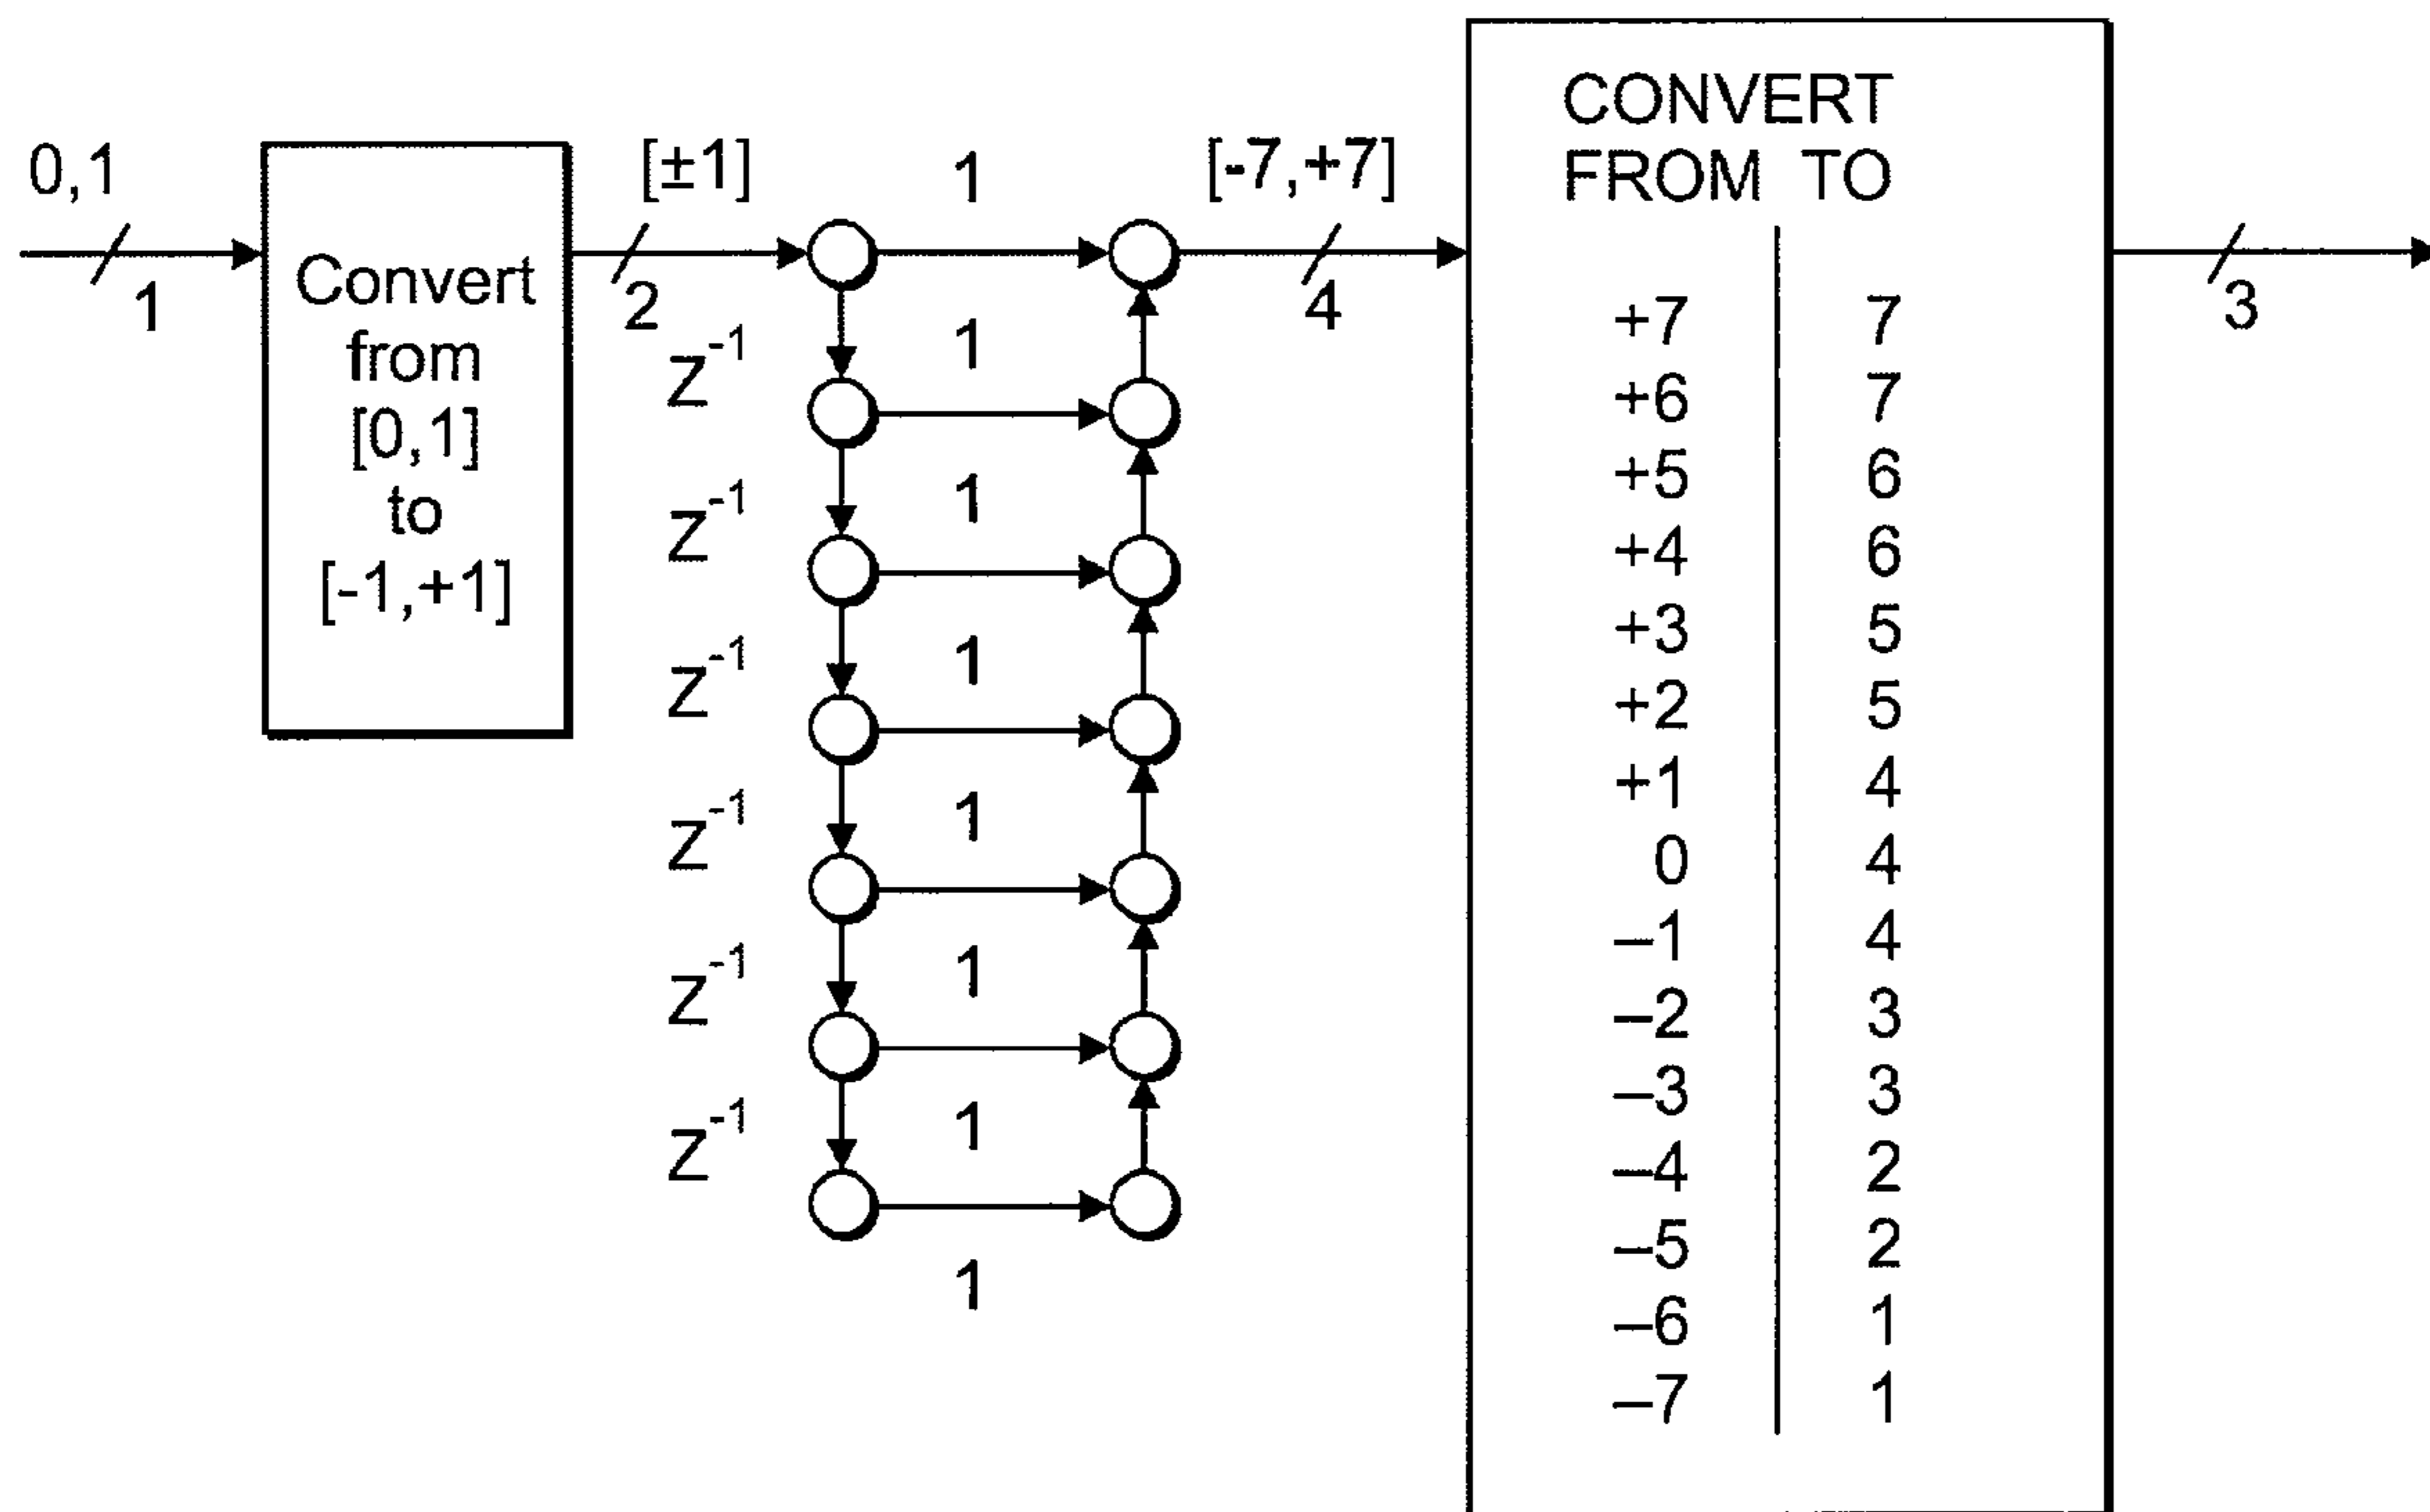 0,1
1
Convert
from
[0,1]
to
[-1,+1]
[±1]
2
1
Z⁻¹
1
Z⁻¹
1
Z⁻¹
1
Z⁻¹
1
Z⁻¹
1
Z⁻¹
1
1
[-7,+7]
4
CONVERT
FROM TO
+7 7
+6 7
+5 6
+4 6
+3 5
+2 5
+1 4
0 4
–1 4
–2 3
–3 3
–4 2
–5 2
–6 1
–7 1
3